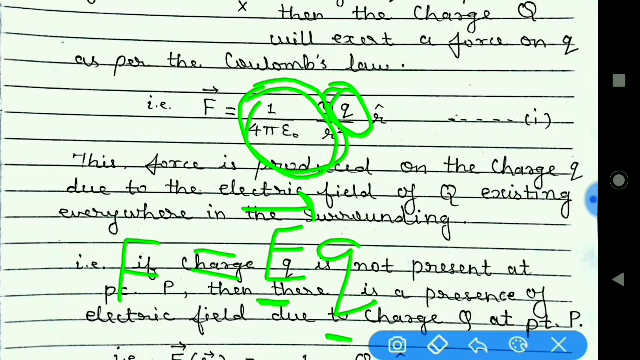 then the Charge Q
will exert a force on q
as per the Coulomb's law.
i.e. F⃗ = 1/4πε₀ Qq/r² r̂ ------ (i)
This force is produced on the charge q
due to the electric field of Q existing
everywhere in the surrounding.
F = E⃗ q
i.e. if charge q is not present at
pt. P, then there is a presence of
electric field due to charge Q at pt. P.